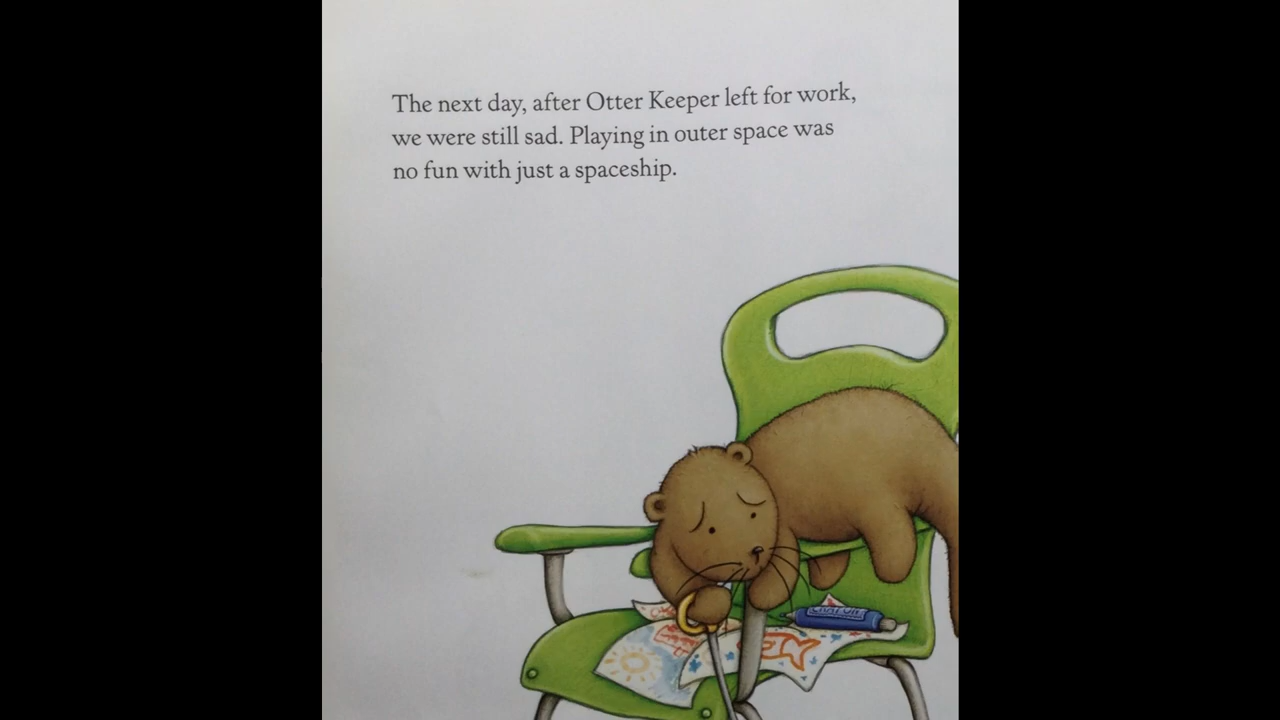 The next day, after Otter Keeper left for work,
we were still sad. Playing in outer space was
no fun with just a spaceship.